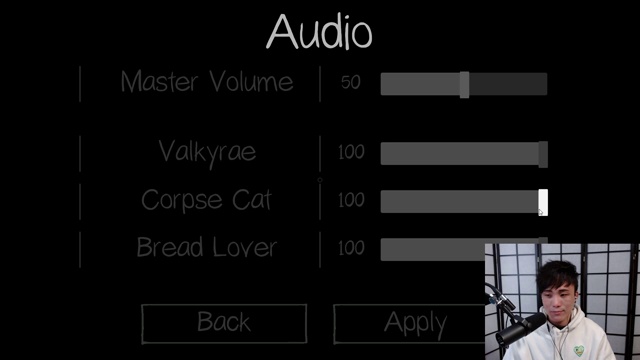 Audio
Master Volume 50
Valkyrae 100
Corpse Cat 100
Bread Lover 100
Back Apply